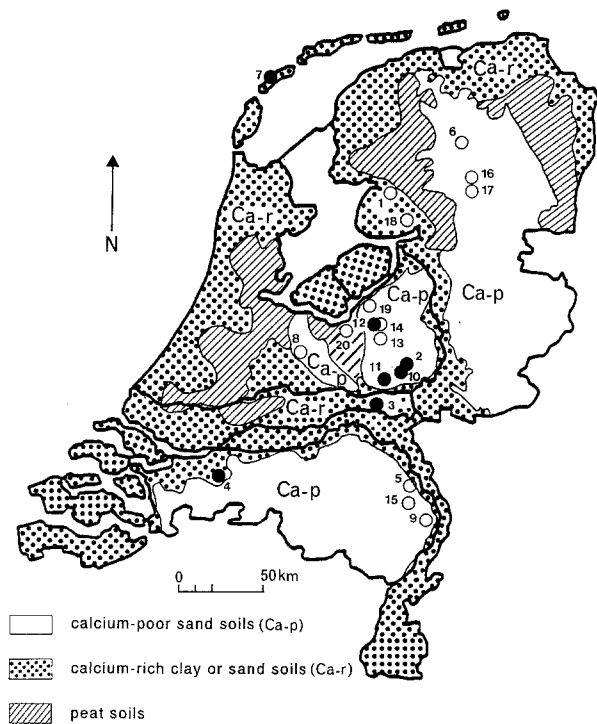 7
Ca-r
6
16
17
N
Ca-r
1
18
Ca-p
Ca-p
19
12
14
13
20
8
Ca-p
2
10
11
Ca-r
3
4
5
15
9
Ca-p
0 50km
calcium-poor sand soils (Ca-p)
calcium-rich clay or sand soils (Ca-r)
peat soils